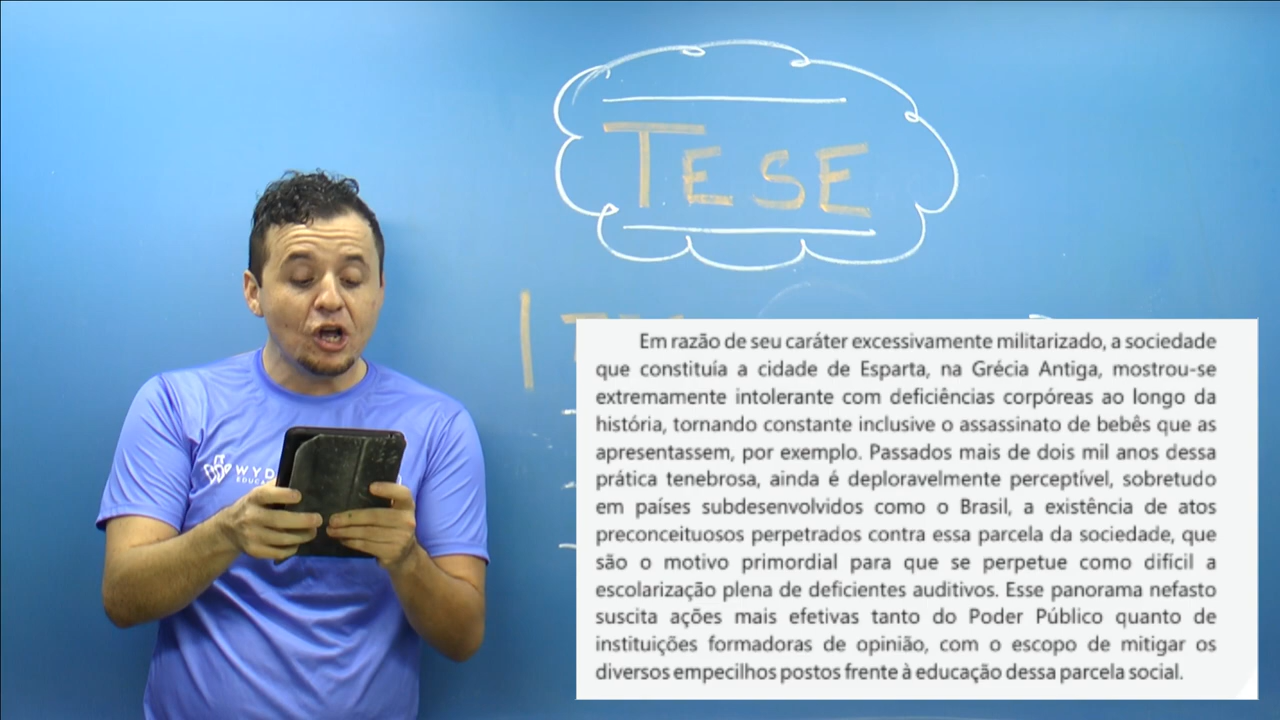 TESE
WYD
EDUCA
Em razão de seu caráter excessivamente militarizado, a sociedade
que constituía a cidade de Esparta, na Grécia Antiga, mostrou-se
extremamente intolerante com deficiências corpóreas ao longo da
história, tornando constante inclusive o assassinato de bebês que as
apresentassem, por exemplo. Passados mais de dois mil anos dessa
prática tenebrosa, ainda é deploravelmente perceptível, sobretudo
em países subdesenvolvidos como o Brasil, a existência de atos
preconceituosos perpetrados contra essa parcela da sociedade, que
são o motivo primordial para que se perpetue como difícil a
escolarização plena de deficientes auditivos. Esse panorama nefasto
suscita ações mais efetivas tanto do Poder Público quanto de
instituições formadoras de opinião, com o escopo de mitigar os
diversos empecilhos postos frente à educação dessa parcela social.